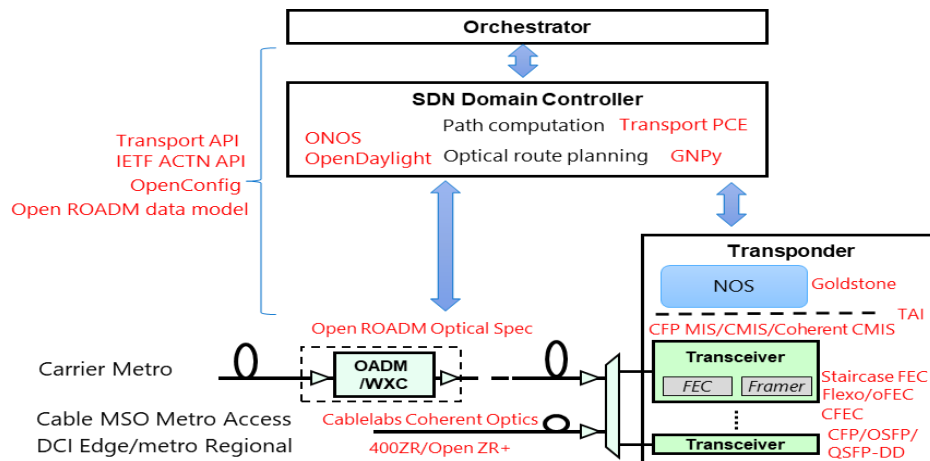 Orchestrator
SDN Domain Controller
Path computation
Transport PCE
ONOS
OpenDaylight
Optical route planning
GNPy
Transport API
IETF ACTN API
OpenConfig
Open ROADM data model
Transponder
NOS
Goldstone
TAI
Open ROADM Optical Spec
CFP MIS/CMIS/Coherent CMIS
Carrier Metro
OADM
/WXC
Transceiver
FEC
Framer
Staircase FEC
Flexo/oFEC
CFEC
Cable MSO Metro Access
DCI Edge/metro Regional
Cablelabs Coherent Optics
400ZR/Open ZR+
Transceiver
CFP/OSFP/
QSFP-DD